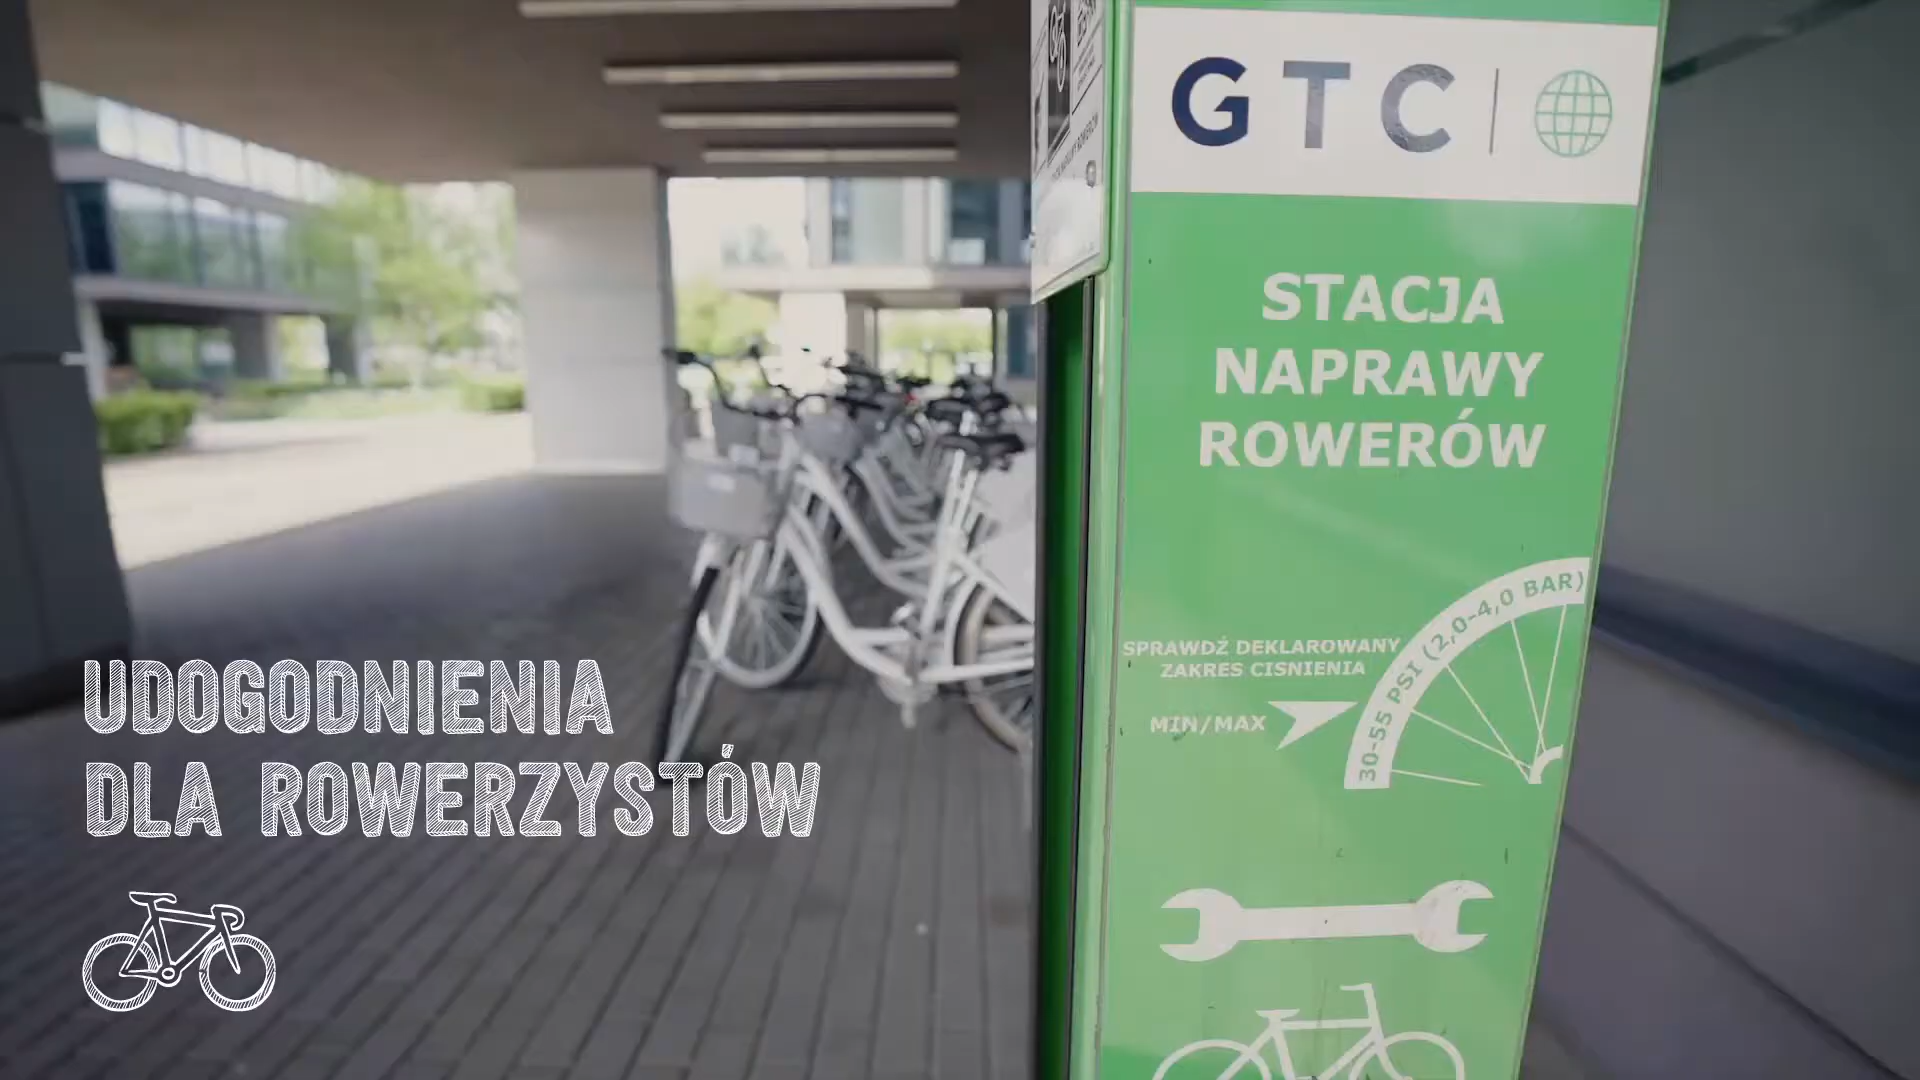 GTC
STACJA
NAPRAWY
ROWERÓW
30-55 PSI (2,0-4,0 BAR)
SPRAWDŹ DEKLAROWANY
ZAKRES CISNIENIA
MIN/MAX
UDOGODNIENIA
DLA ROWERZYSTÓW